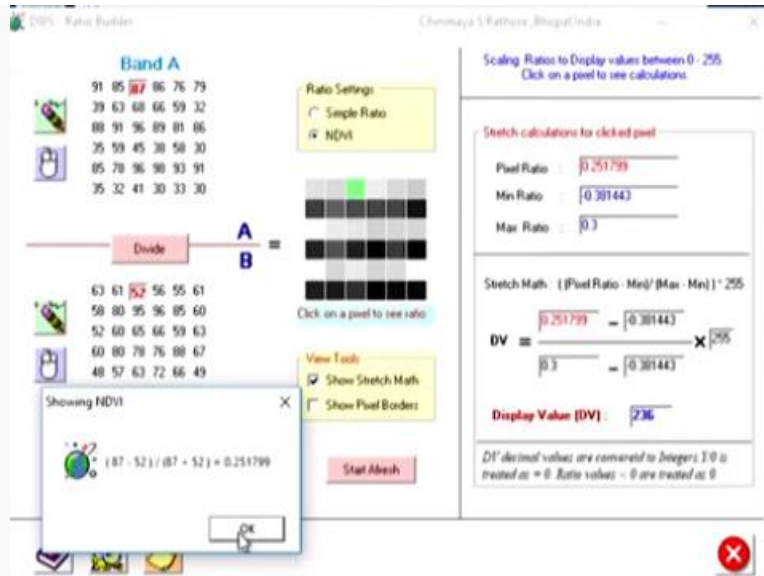 DIPS - Ratio Builder
Chinmaya S Rathore, Bhopal India
Band A
91 85 87 86 76 79
39 63 68 66 59 32
88 91 96 89 81 86
35 59 45 38 58 30
85 78 96 98 93 91
35 32 41 30 33 30
Divide
A
B
=
63 61 52 56 55 61
58 80 95 96 85 60
52 60 65 66 59 63
60 80 78 76 88 67
48 57 63 72 66 49
Ratio Settings
Simple Ratio
NDVI
Click on a pixel to see ratio
View Tools
Show Stretch Math
Show Pixel Borders
Start Afresh
Scaling Ratios to Display values between 0 - 255
Click on a pixel to see calculations
Stretch calculations for clicked pixel
Pixel Ratio : 0.251799
Min Ratio : -0.381443
Max Ratio : 0.3
Stretch Math : ( (Pixel Ratio - Min)/ (Max - Min) ) * 255
DV = 0.251799 - -0.381443 X 255
0.3 - -0.381443
Display Value (DV) : 236
DV decimal values are converetd to Integers. 1/0 is
treated as = 0. Ratio values < 0 are treated as 0
Showing NDVI
( 87 - 52 ) / ( 87 + 52 ) = 0.251799
OK